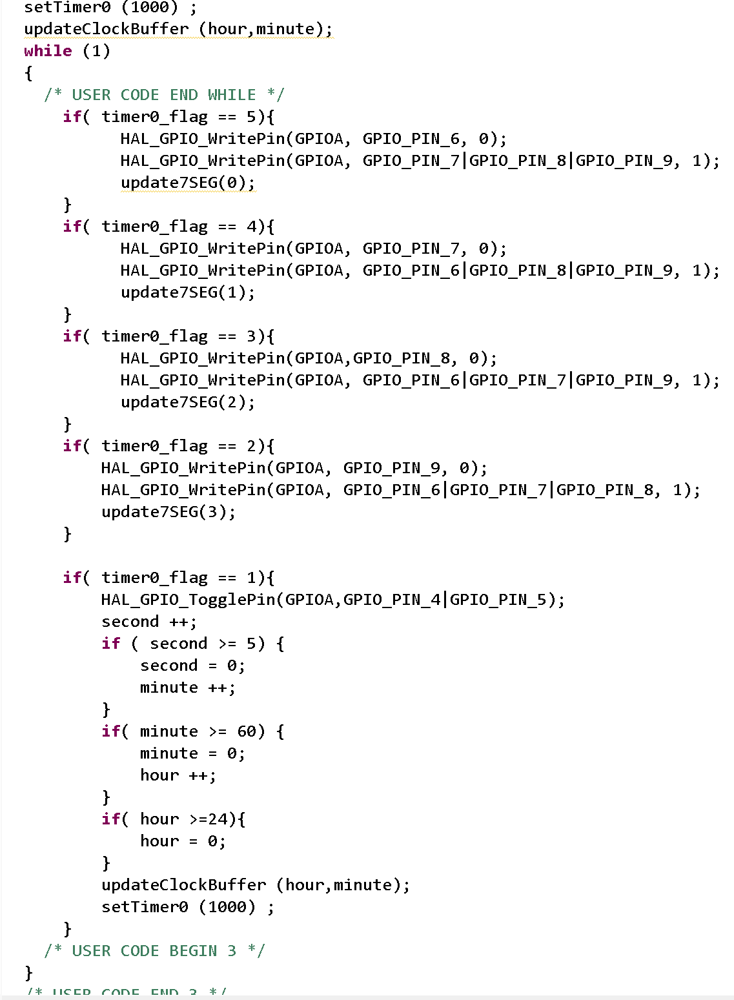 setTimer0 (1000) ;
updateClockBuffer (hour,minute);
while (1)
{
/* USER CODE END WHILE */
if( timer0_flag == 5){
HAL_GPIO_WritePin(GPIOA, GPIO_PIN_6, 0);
HAL_GPIO_WritePin(GPIOA, GPIO_PIN_7|GPIO_PIN_8|GPIO_PIN_9, 1);
update7SEG(0);
}
if( timer0_flag == 4){
HAL_GPIO_WritePin(GPIOA, GPIO_PIN_7, 0);
HAL_GPIO_WritePin(GPIOA, GPIO_PIN_6|GPIO_PIN_8|GPIO_PIN_9, 1);
update7SEG(1);
}
if( timer0_flag == 3){
HAL_GPIO_WritePin(GPIOA,GPIO_PIN_8, 0);
HAL_GPIO_WritePin(GPIOA, GPIO_PIN_6|GPIO_PIN_7|GPIO_PIN_9, 1);
update7SEG(2);
}
if( timer0_flag == 2){
HAL_GPIO_WritePin(GPIOA, GPIO_PIN_9, 0);
HAL_GPIO_WritePin(GPIOA, GPIO_PIN_6|GPIO_PIN_7|GPIO_PIN_8, 1);
update7SEG(3);
}
if( timer0_flag == 1){
HAL_GPIO_TogglePin(GPIOA,GPIO_PIN_4|GPIO_PIN_5);
second ++;
if ( second >= 5) {
second = 0;
minute ++;
}
if( minute >= 60) {
minute = 0;
hour ++;
}
if( hour >=24){
hour = 0;
}
updateClockBuffer (hour,minute);
setTimer0 (1000) ;
}
/* USER CODE BEGIN 3 */
}
/* USER CODE END 3 */